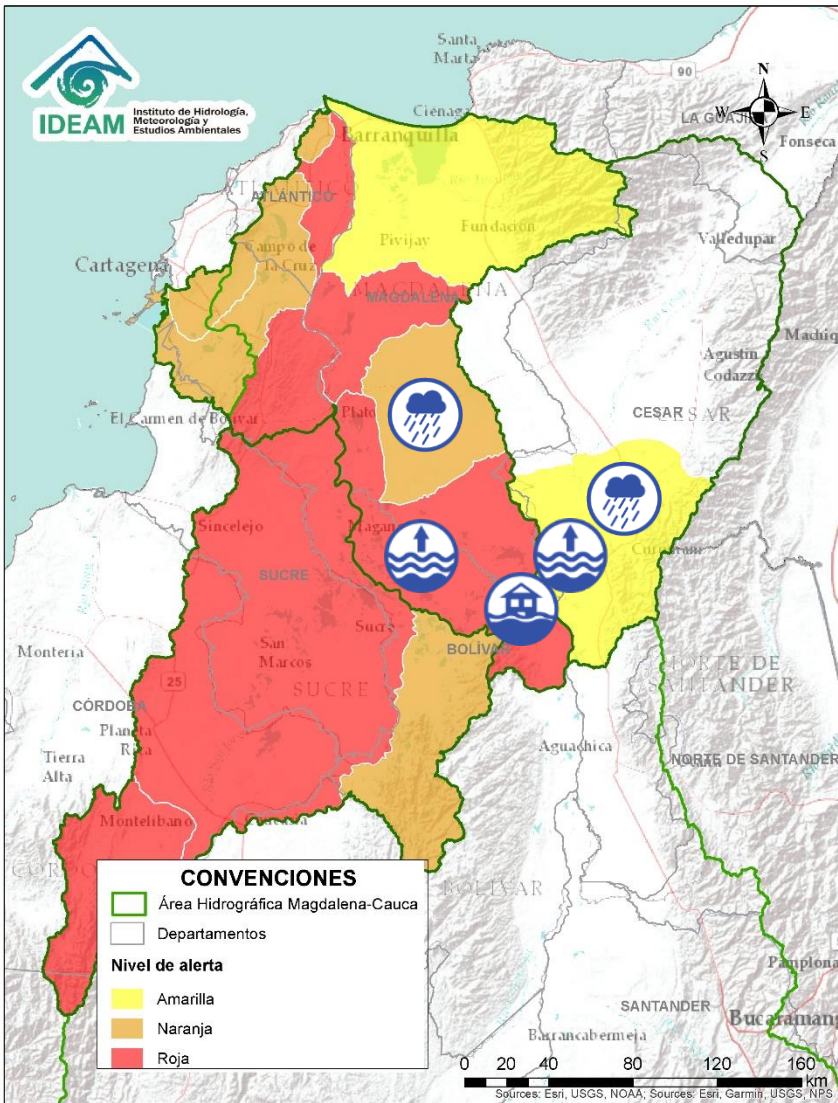 Santa
Marta
90
N
W
E
S
IDEAM
Instituto de Hidrología,
Meteorología y
Estudios Ambientales
Ciénaga
Barranquilla
Fonseca
ATLÁNTICO
Fundación
Pivijay
Valledupar
Campo de
la Cruz
Cartagena
MAGDALENA
Agustín
Codazzi
El Carmen de Bolívar
Plato
CESAR
CESAR
Sincelejo
SUCRE
Sucre
BOLÍVAR
San
Marcos
Montería
25
SUCRE
NORTE DE
SANTANDER
CÓRDOBA
Planeta
Rica
Tierra
Alta
Aguachica
NORTE DE SANTANDER
Montelíbano
BOLÍVAR
CONVENCIONES
Área Hidrográfica Magdalena-Cauca
Departamentos
Nivel de alerta
Amarilla
Naranja
Roja
Pamplona
SANTANDER
Bucaramang
Barrancabermeja
0 20 40 80 120 160
km
Sources: Esri, USGS, NOAA; Sources: Esri, Garmin, USGS, NPS